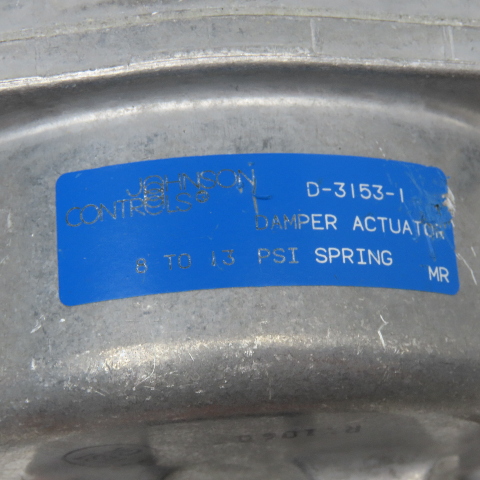 JOHNSON
CONTROLS®
D-3153-1
DAMPER ACTUATOR
8 TO 13 PSI SPRING
MR